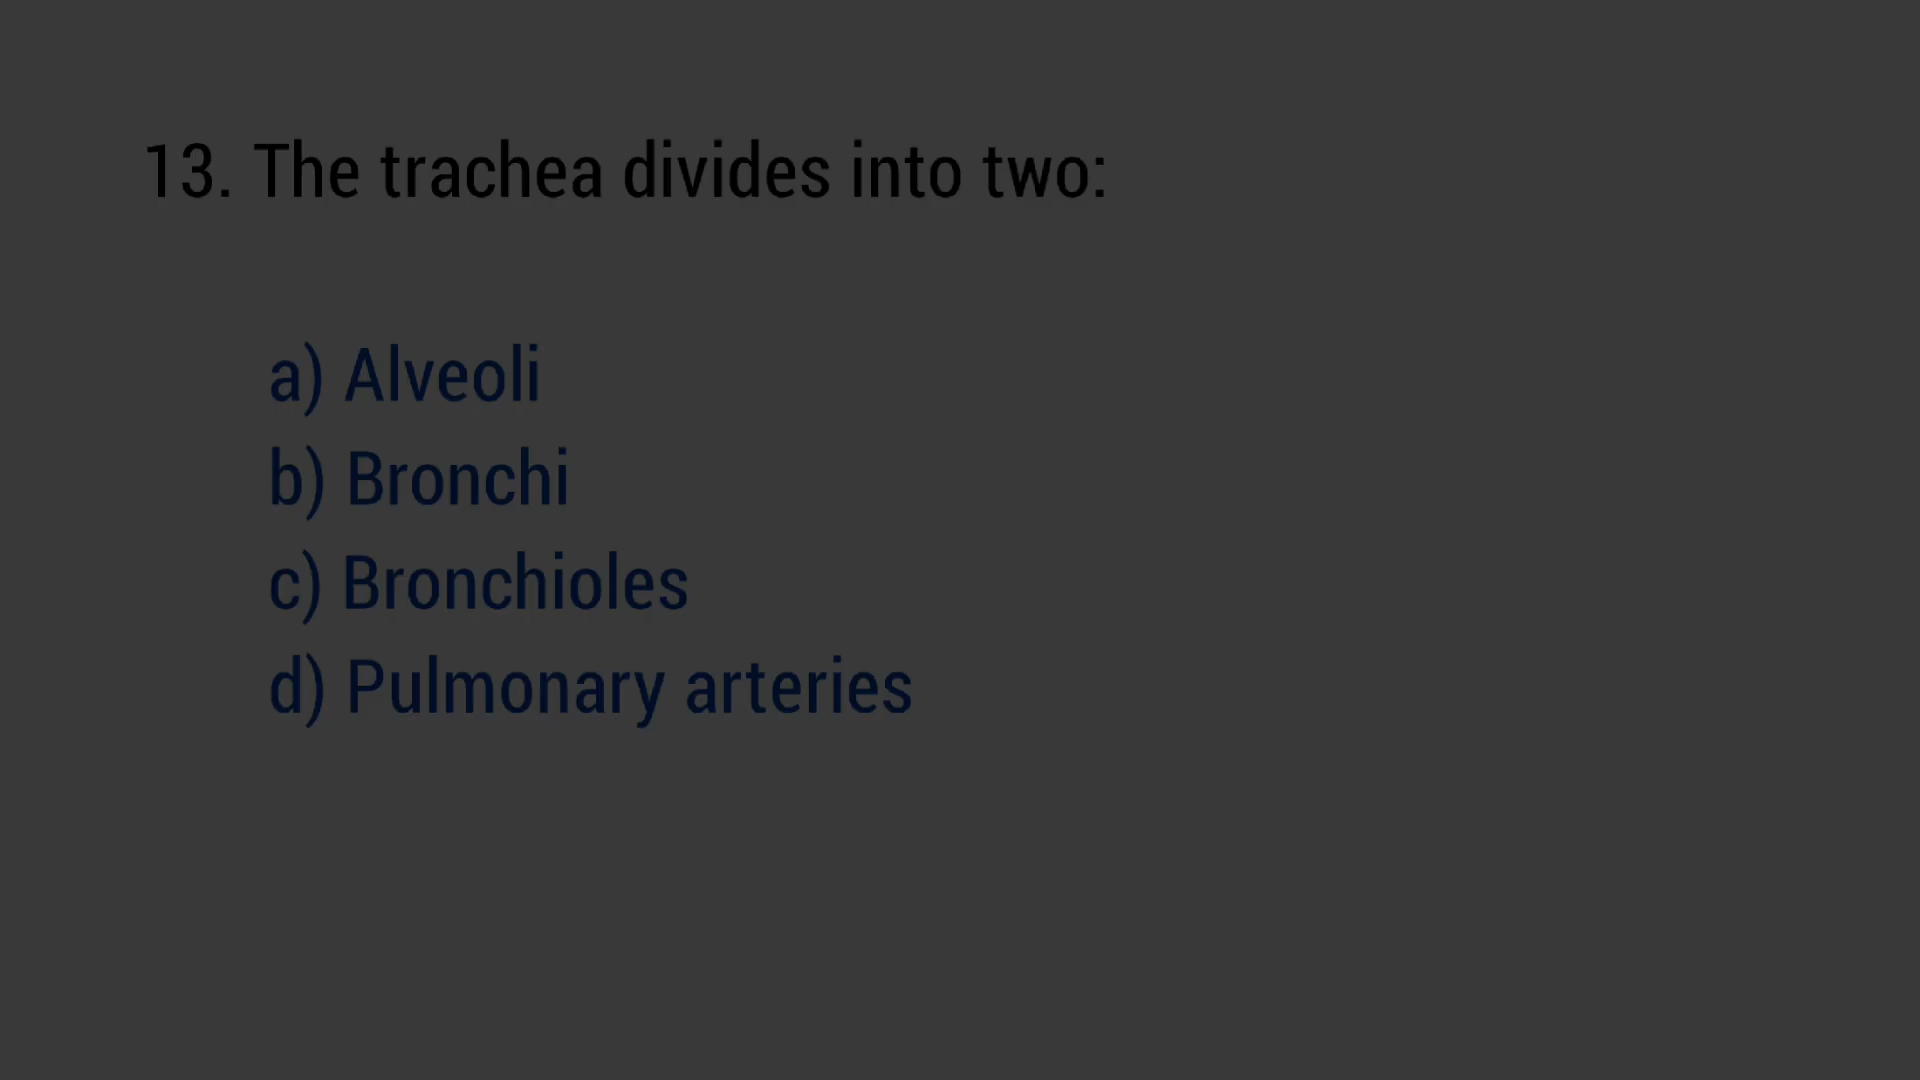 13. The trachea divides into two:
a) Alveoli
b) Bronchi
c) Bronchioles
d) Pulmonary arteries